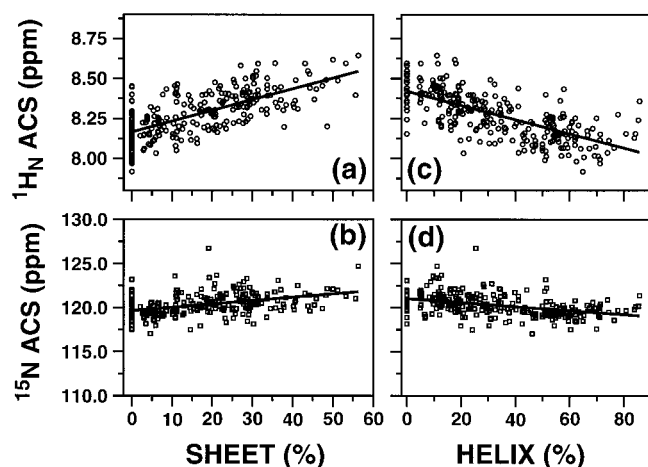 ¹H_N ACS (ppm)
8.75
8.50
8.25
8.00
(a)
(c)
¹⁵N ACS (ppm)
130.0
125.0
120.0
115.0
110.0
(b)
(d)
0 10 20 30 40 50 60
0 20 40 60 80
SHEET (%)
HELIX (%)